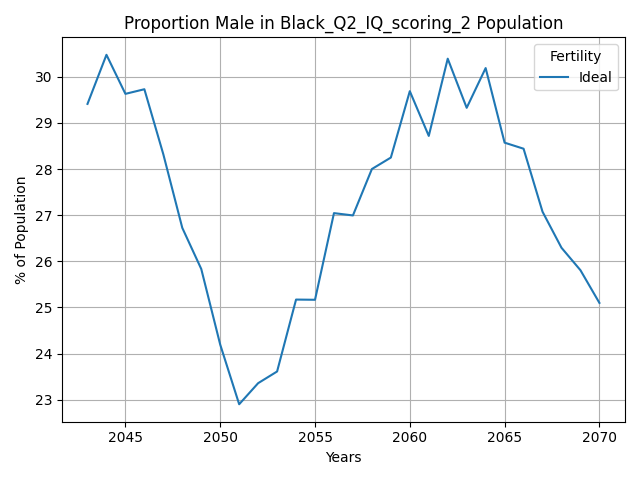 Proportion Male in Black_Q2_IQ_scoring_2 Population
Fertility
Ideal
% of Population
30
29
28
27
26
25
24
23
2045 2050 2055 2060 2065 2070
Years